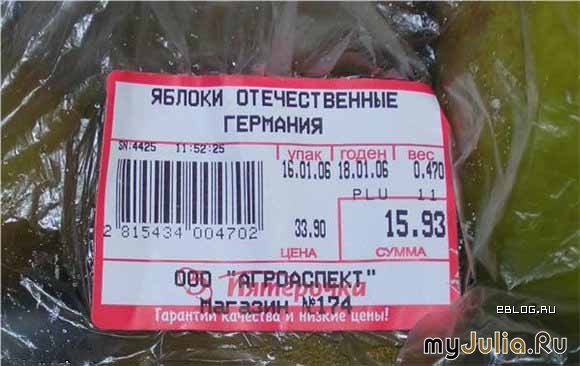 ЯБЛОКИ ОТЕЧЕСТВЕННЫЕ
ГЕРМАНИЯ
SN:4425 11:52:25
упак годен вес
16.01.06 18.01.06 0.470
PLU 11
2 815434 004702
33.90 15.93
ЦЕНА СУММА
ООО "АГРОАСПЕКТ"
Пятерочка
Магазин №174
Гарантия качества и низкие цены!
EBLOG.RU
myJulia.Ru